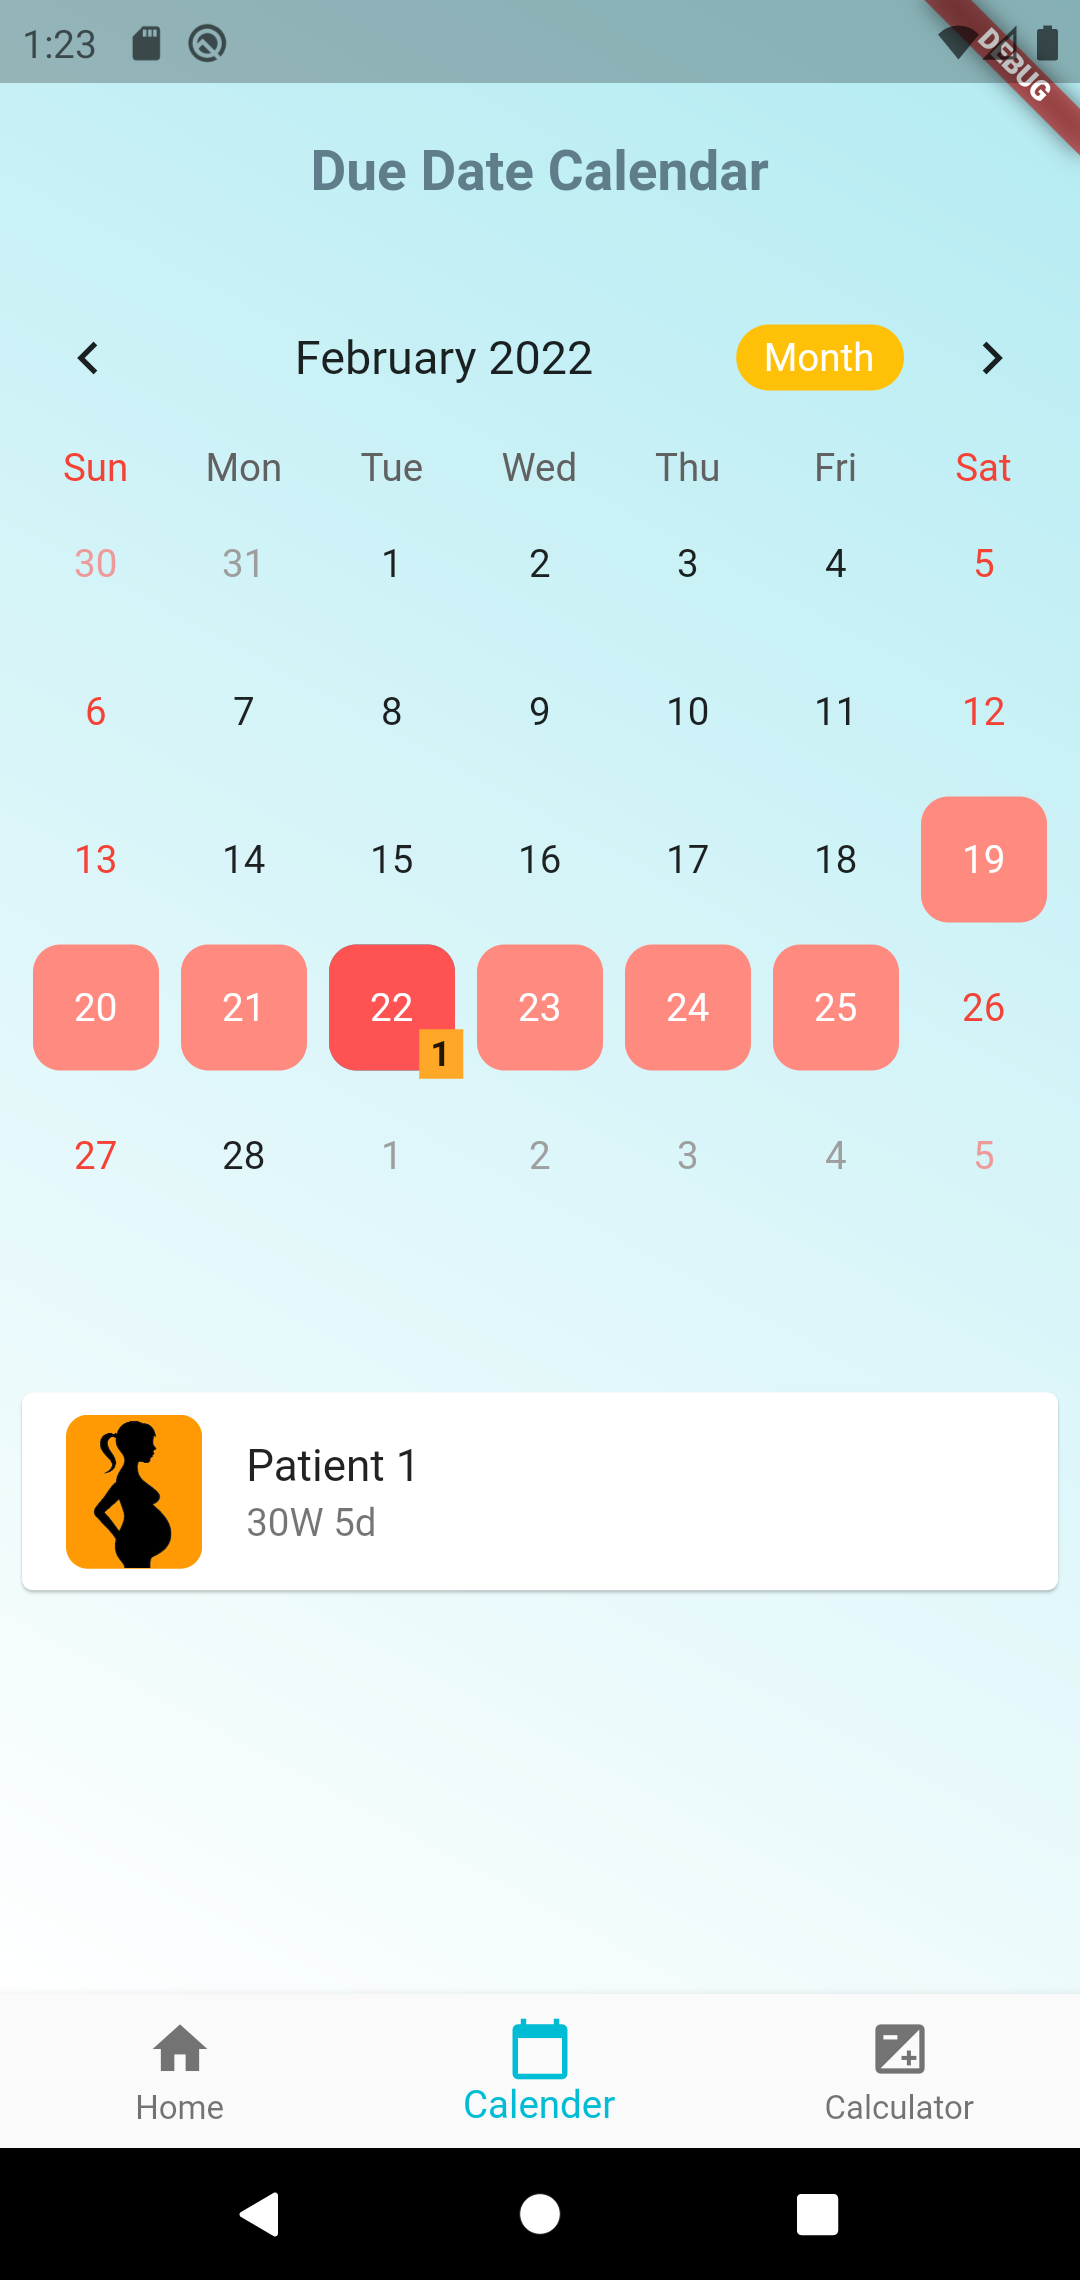 1:23
DEBUG
Due Date Calendar
February 2022 Month
Sun Mon Tue Wed Thu Fri Sat
30 31 1 2 3 4 5
6 7 8 9 10 11 12
13 14 15 16 17 18 19
20 21 22 23 24 25 26
1
27 28 1 2 3 4 5
Patient 1
30W 5d
Home Calender Calculator